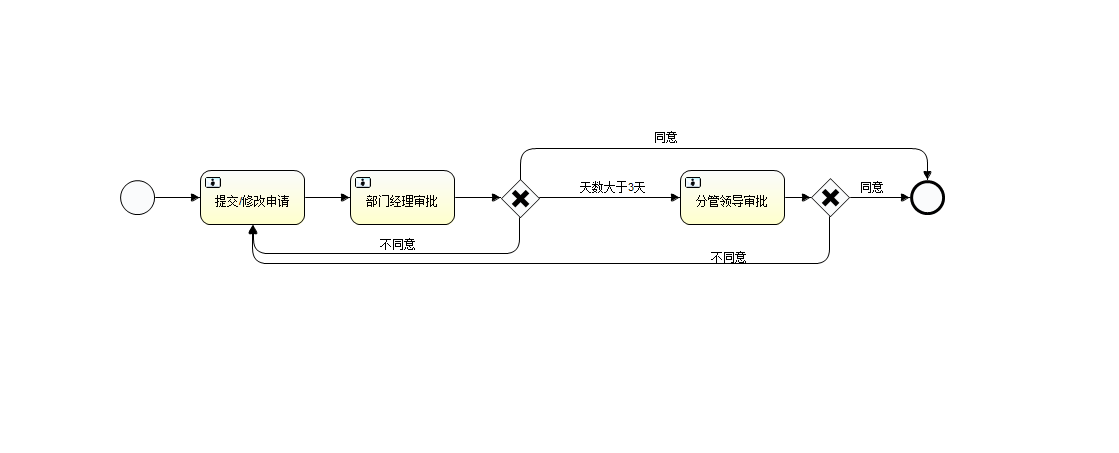 同意
天数大于3天
同意
提交/修改申请
部门经理审批
分管领导审批
不同意
不同意